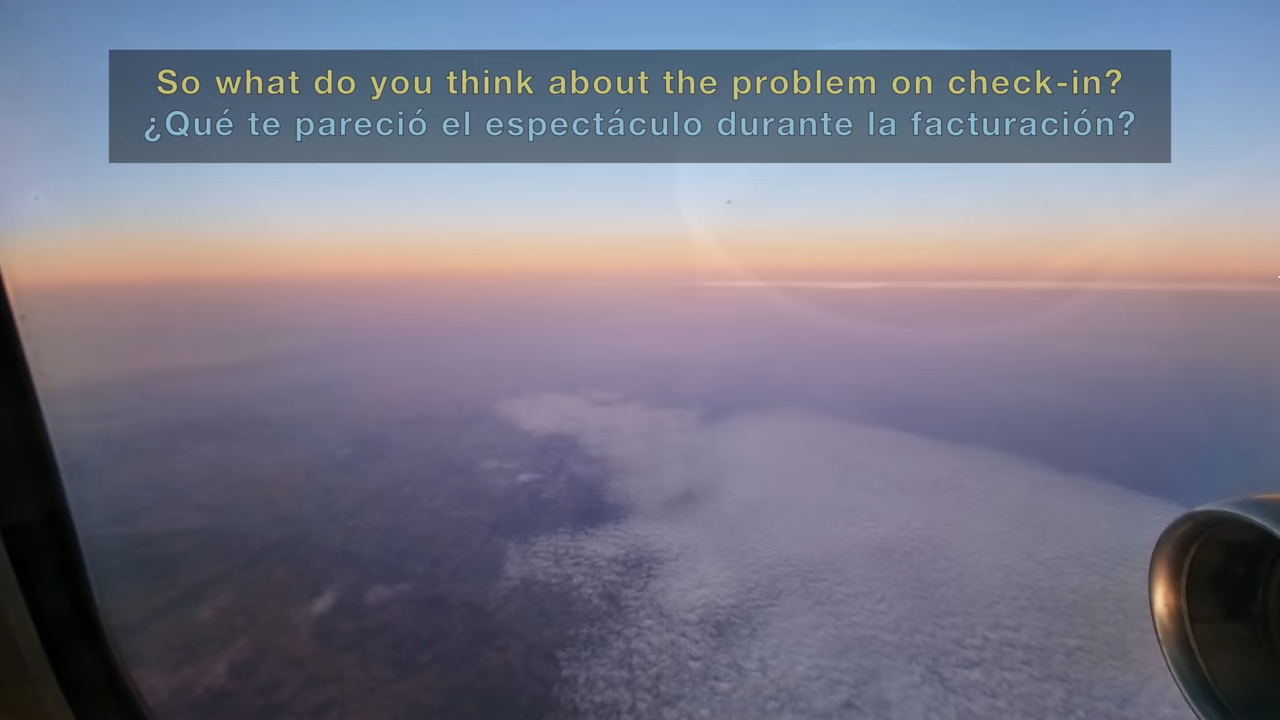 So what do you think about the problem on check-in?
¿Qué te pareció el espectáculo durante la facturación?